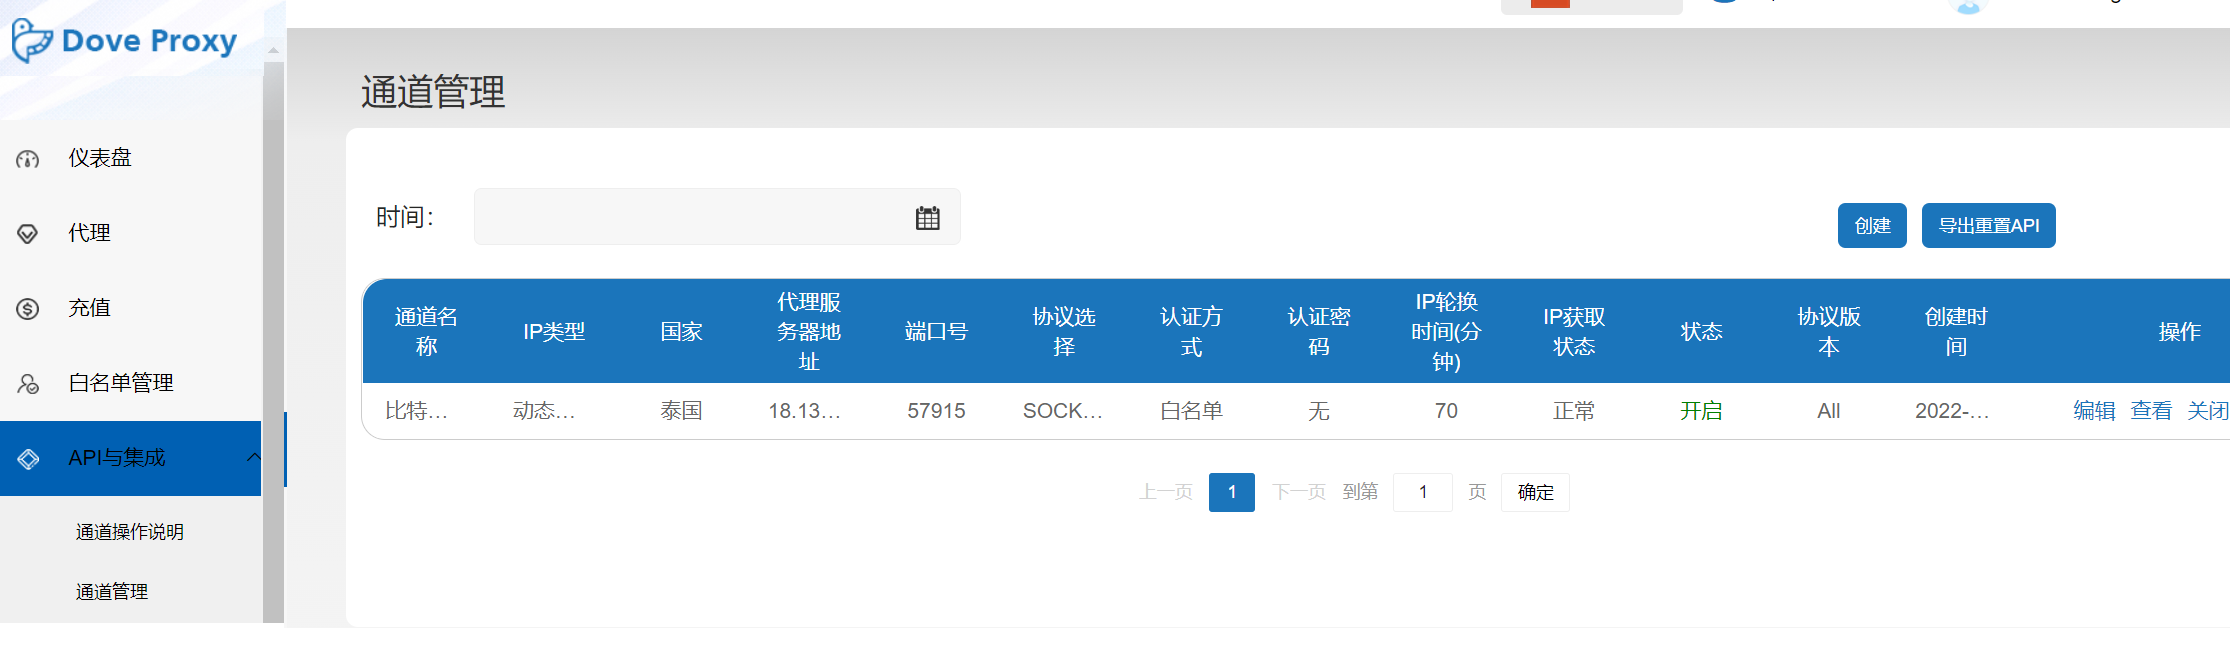 Dove Proxy
仪表盘
代理
充值
白名单管理
API与集成
通道操作说明
通道管理
通道管理
时间：
创建 导出重置API
通道名称 IP类型 国家 代理服务器地址 端口号 协议选择 认证方式 认证密码 IP轮换时间(分钟) IP获取状态 状态 协议版本 创建时间 操作
比特... 动态... 泰国 18.13... 57915 SOCK... 白名单 无 70 正常 开启 All 2022-... 编辑 查看 关闭
上一页 1 下一页 到第 1 页 确定